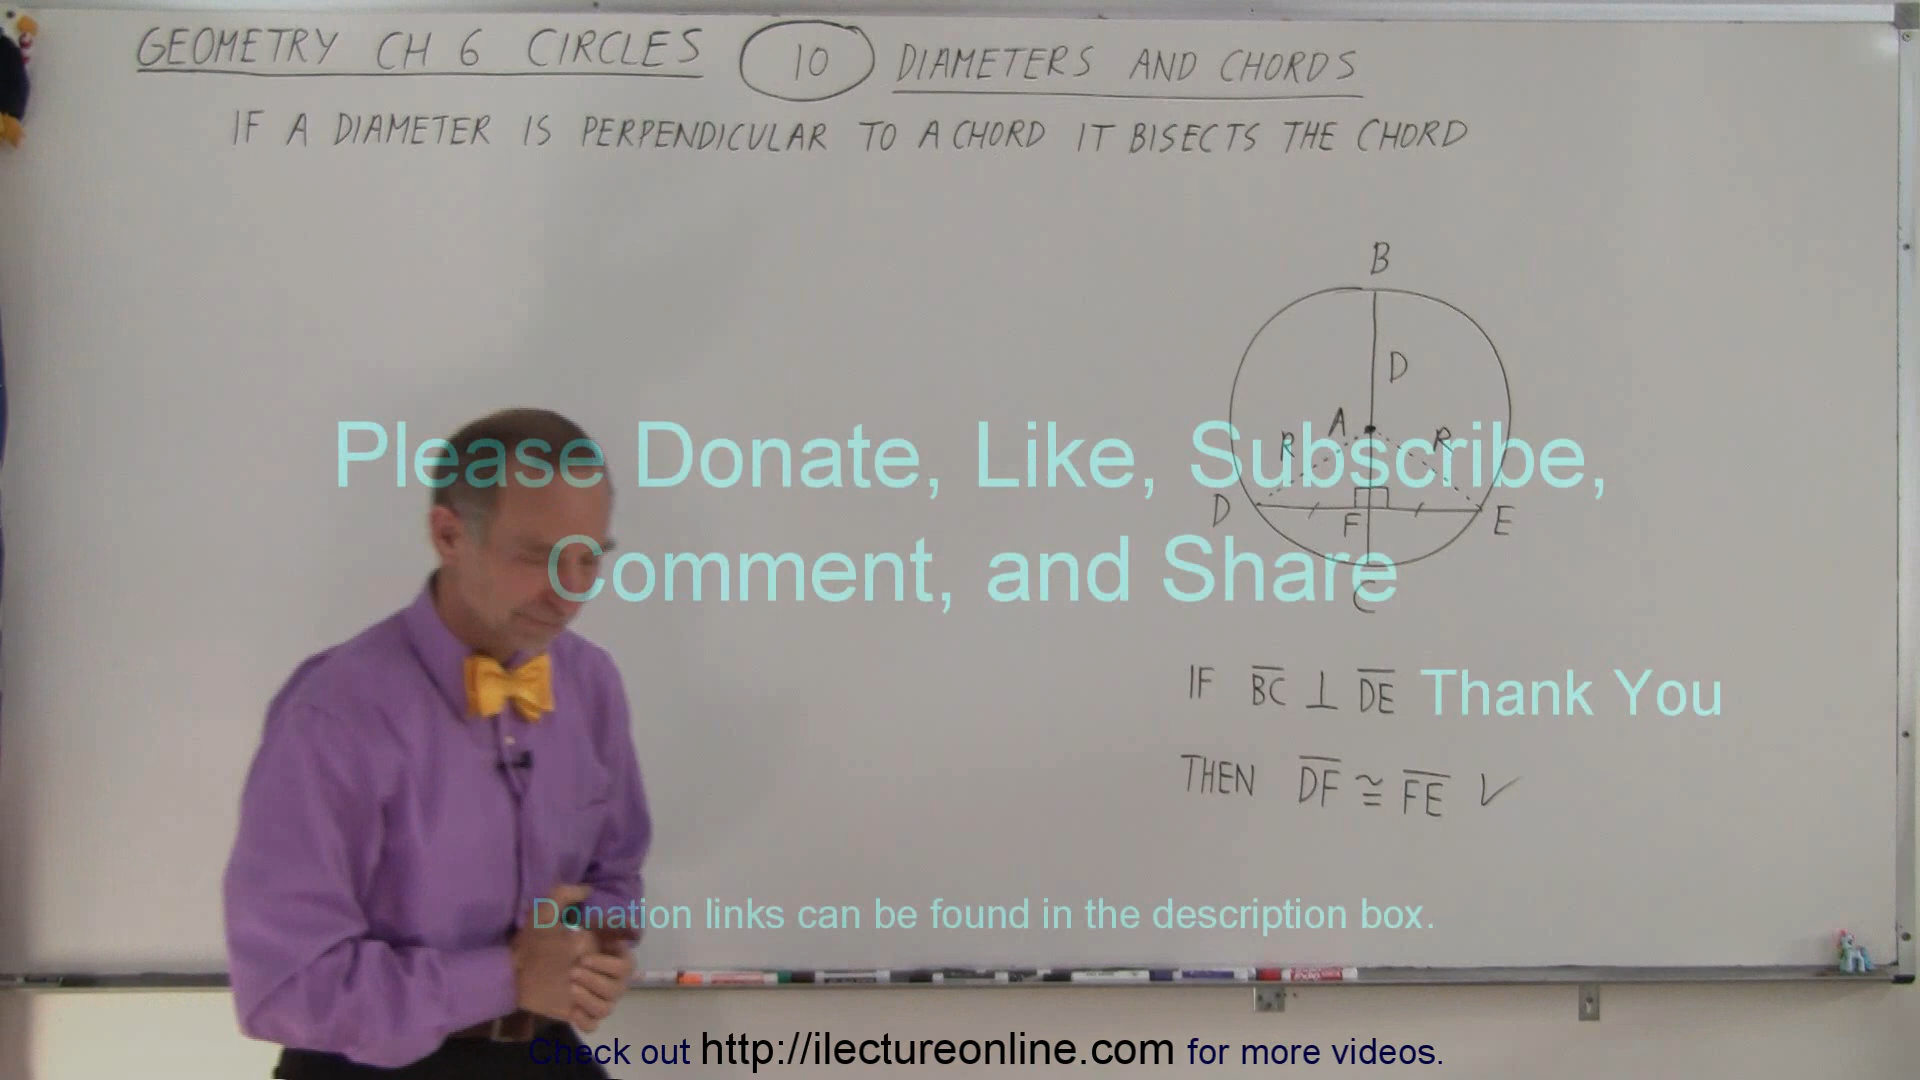 GEOMETRY CH 6 CIRCLES 10 DIAMETERS AND CHORDS
IF A DIAMETER IS PERPENDICULAR TO A CHORD IT BISECTS THE CHORD
B
D
A
R
R
Please Donate, Like, Subscribe,
D
F
E
Comment, and Share
C
IF BC ⊥ DE
Thank You
THEN DF ≅ FE ✓
Donation links can be found in the description box.
Check out http://ilectureonline.com for more videos.